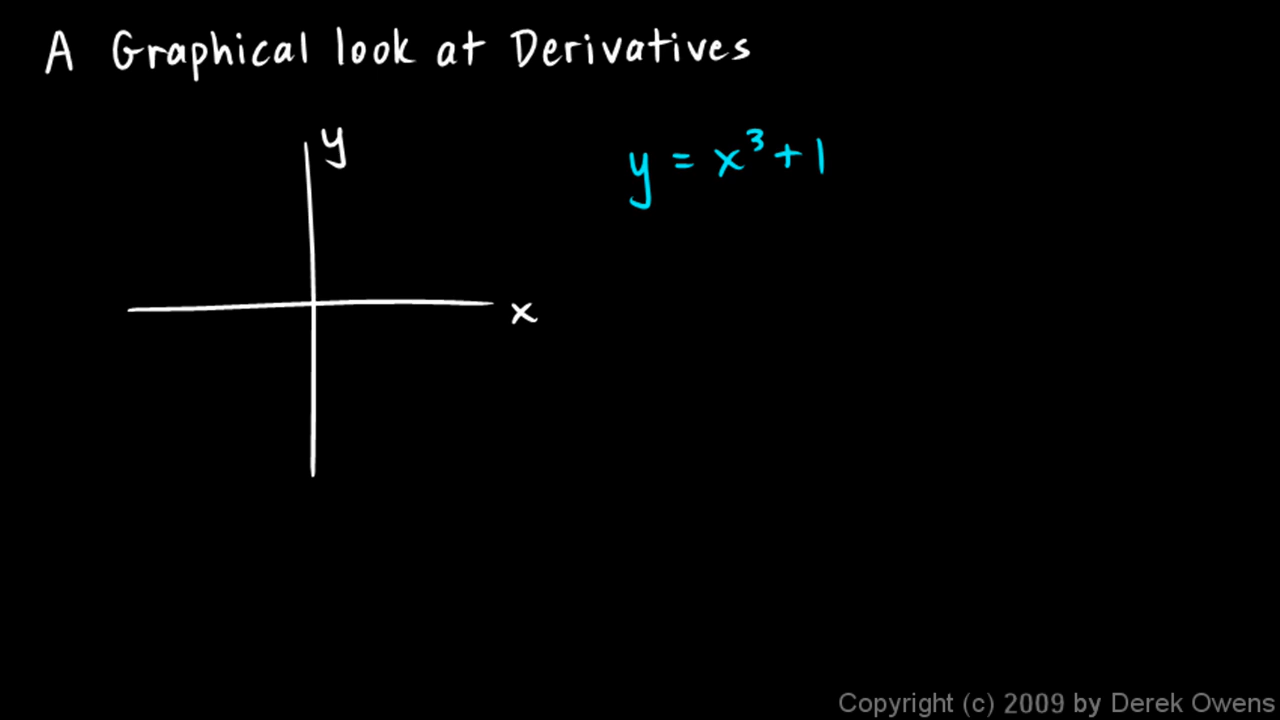 A Graphical look at Derivatives
y
y = x³ + 1
x
Copyright (c) 2009 by Derek Owens